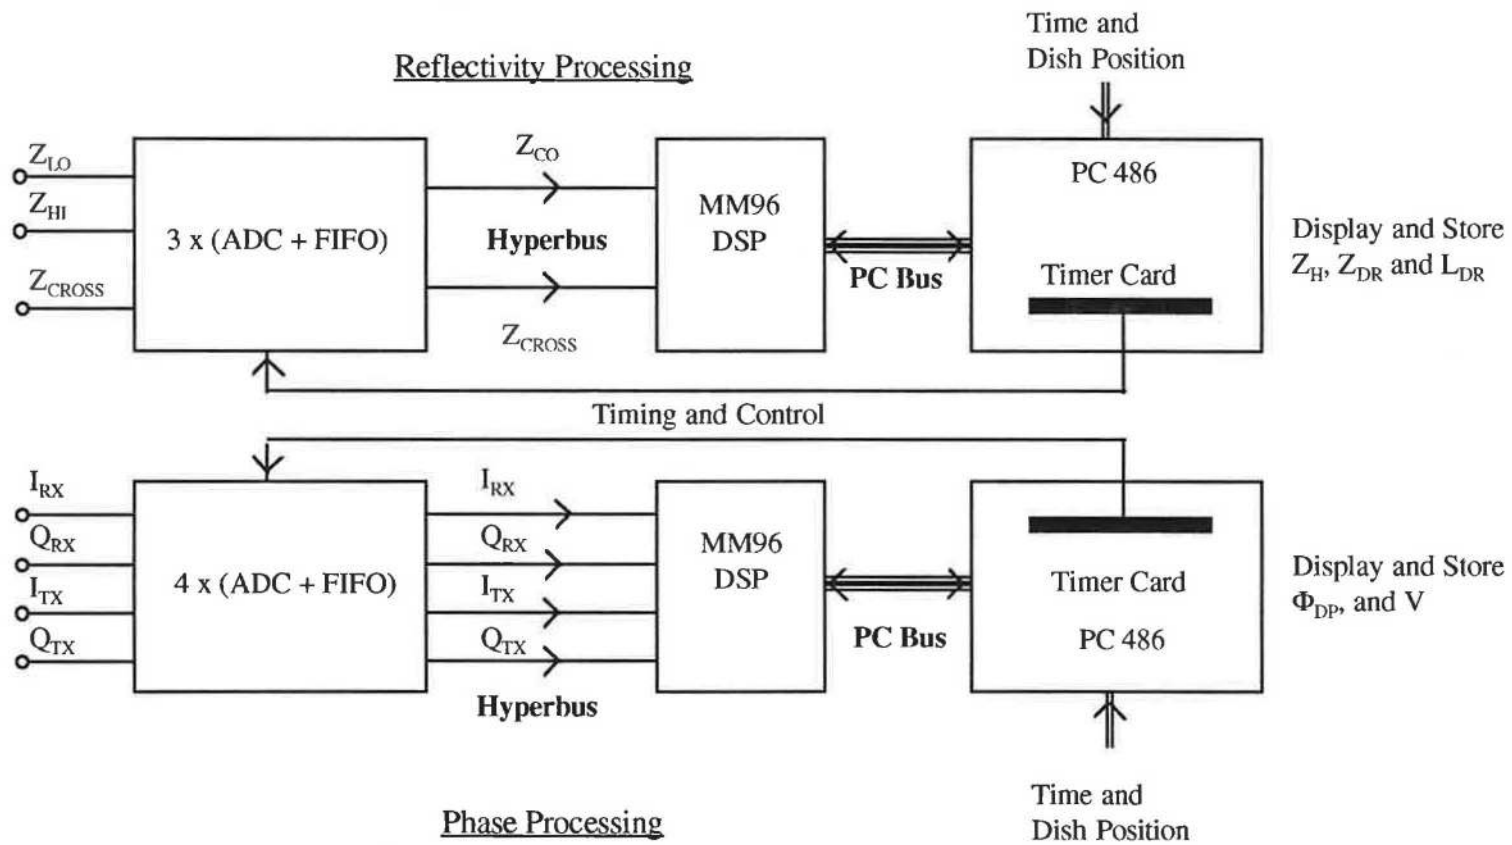 Time and
Dish Position
Reflectivity Processing
Z_LO
Z_HI
Z_CROSS
3 x (ADC + FIFO)
Z_CO
Hyperbus
Z_CROSS
MM96
DSP
PC Bus
PC 486
Timer Card
Display and Store
Z_H, Z_DR and L_DR
Timing and Control
I_RX
Q_RX
I_TX
Q_TX
4 x (ADC + FIFO)
I_RX
Q_RX
I_TX
Q_TX
Hyperbus
MM96
DSP
PC Bus
Timer Card
PC 486
Display and Store
Φ_DP, and V
Time and
Dish Position
Phase Processing